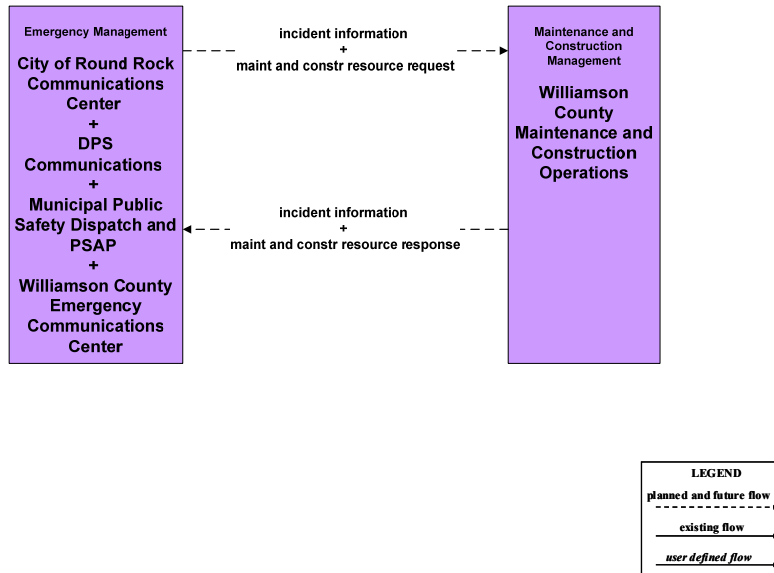 Emergency Management
City of Round Rock
Communications
Center
+
DPS
Communications
+
Municipal Public
Safety Dispatch and
PSAP
+
Williamson County
Emergency
Communications
Center
incident information
+
maint and constr resource request
incident information
+
maint and constr resource response
Maintenance and
Construction
Management
Williamson
County
Maintenance and
Construction
Operations
LEGEND
planned and future flow
existing flow
user defined flow